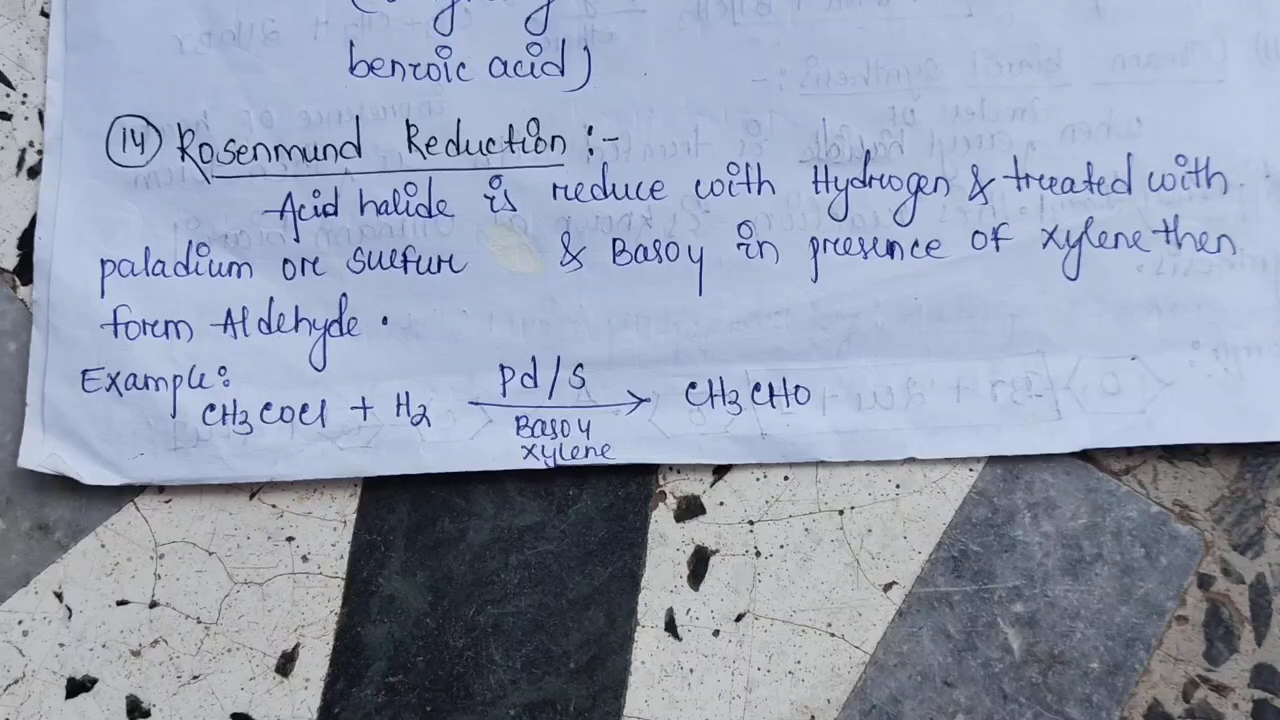 benzoic acid)
14 Rosenmund Reduction :-
Acid halide is reduce with Hydrogen & treated with
paladium or sulfur & BaSO4 in presence of xylene then
form Aldehyde.
Example:
CH3COCl + H2 Pd/S CH3CHO
BaSO4
xylene